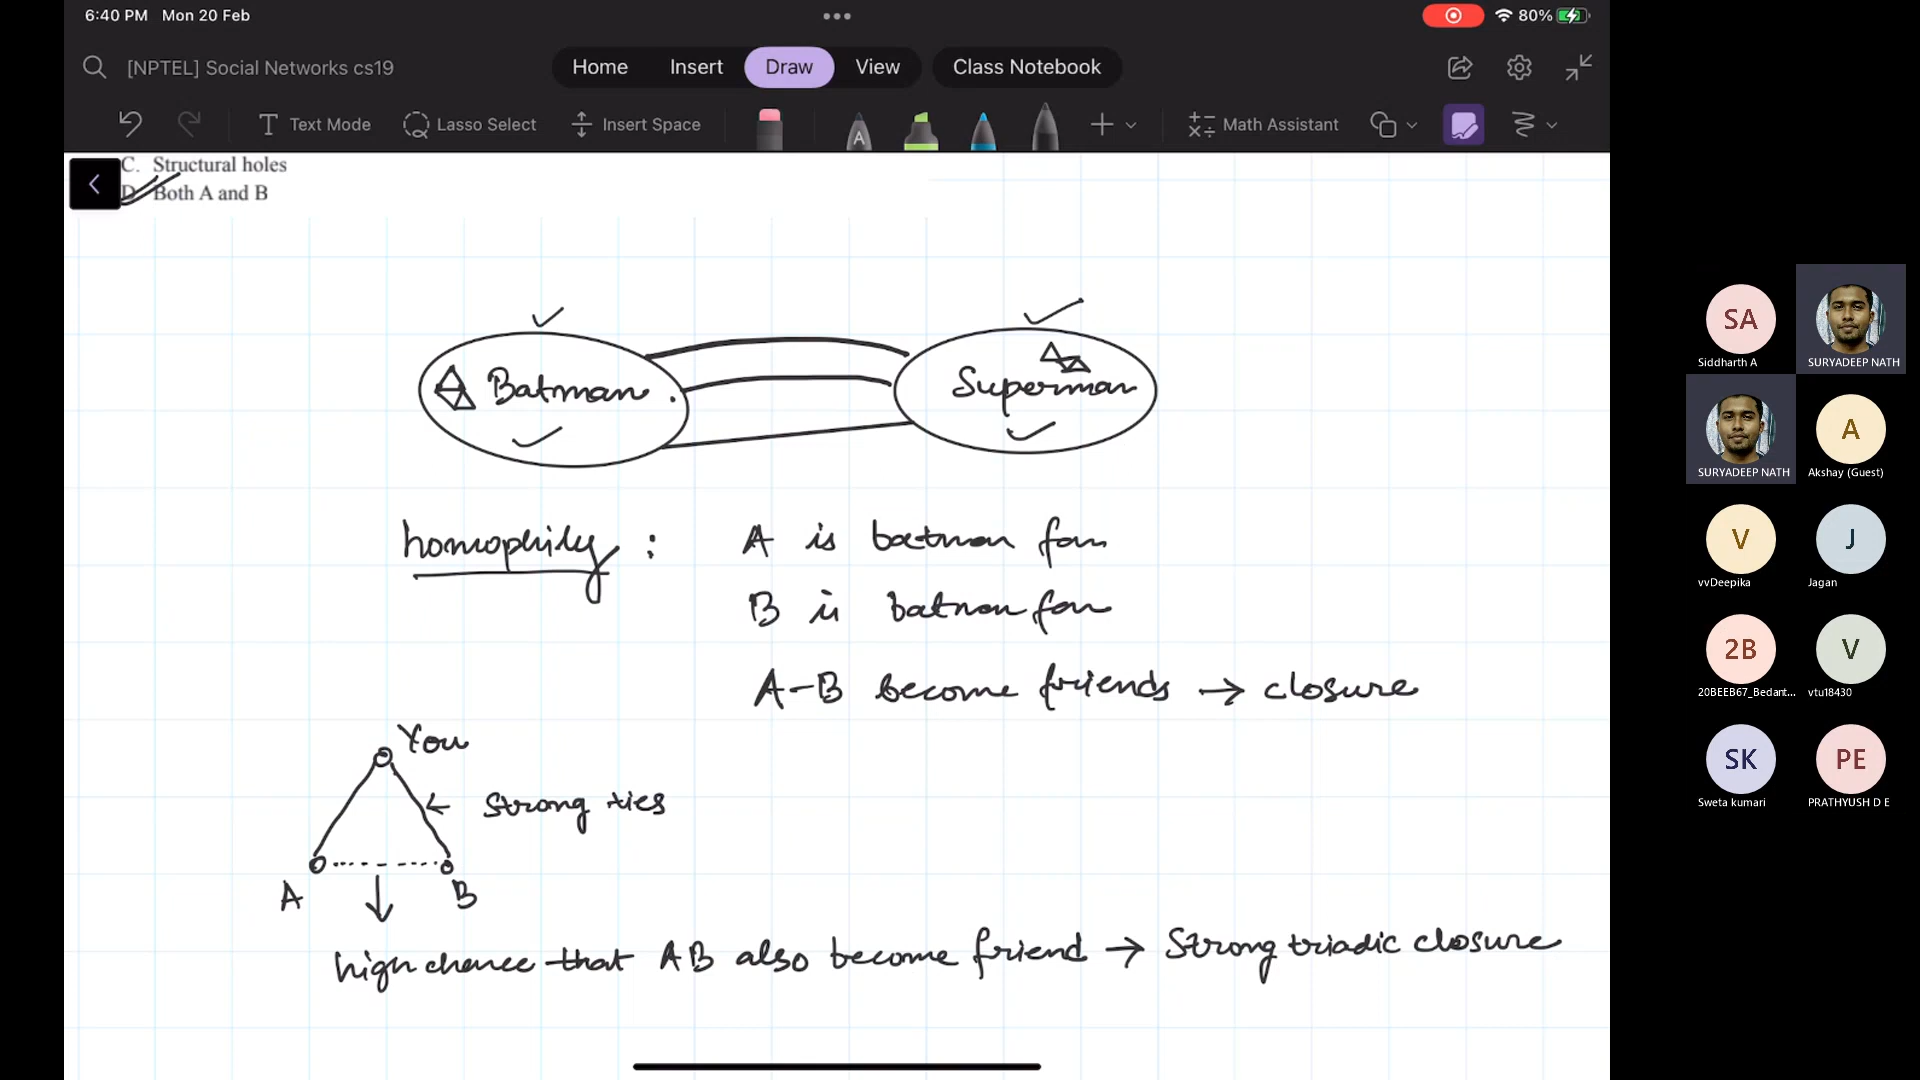 6:40 PM Mon 20 Feb
80%
[NPTEL] Social Networks cs19
Home Insert Draw View Class Notebook
Text Mode Lasso Select Insert Space A Math Assistant
C. Structural holes
D. Both A and B
Batman Superman
homophily : A is batman fan
B is batman fan
A-B become friends → closure
You
← Strong ties
A B
↓
high chance that AB also become friend → Strong triadic closure
SA
Siddharth A
SURYADEEP NATH
SURYADEEP NATH
A
Akshay (Guest)
V
vvDeepika
J
Jagan
2B
20BEEB67_Bedant...
V
vtu18430
SK
Sweta kumari
PE
PRATHYUSH D E